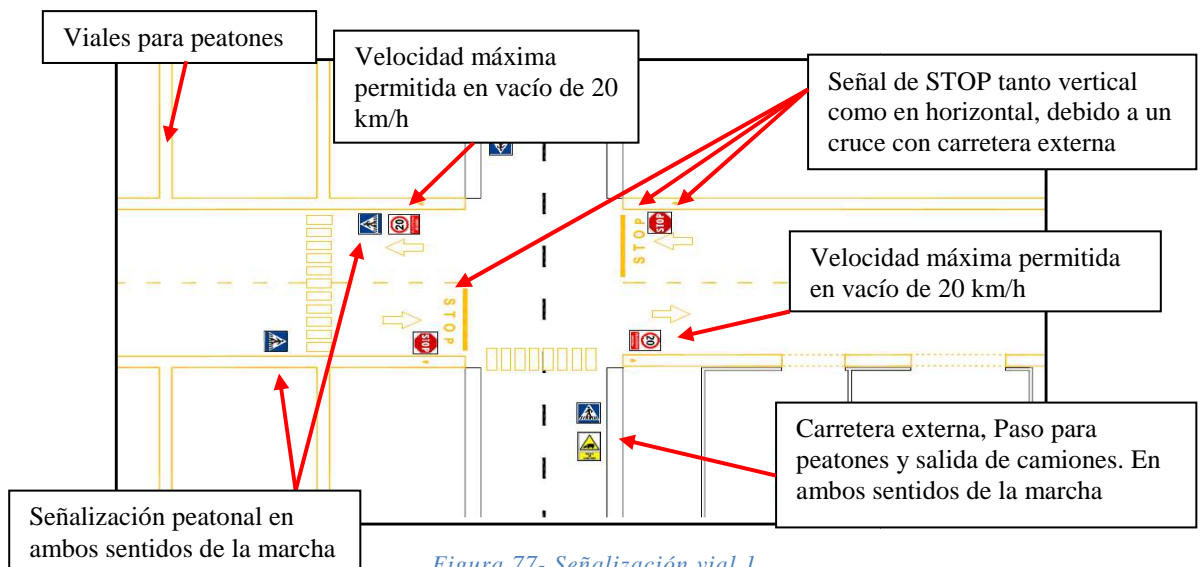 Viales para peatones
Velocidad máxima
permitida en vacío de 20
km/h
Señal de STOP tanto vertical
como en horizontal, debido a un
cruce con carretera externa
20
STOP
STOP
Velocidad máxima permitida
en vacío de 20 km/h
STOP
STOP
20
Carretera externa, Paso para
peatones y salida de camiones. En
ambos sentidos de la marcha
Señalización peatonal en
ambos sentidos de la marcha
Figura 77- Señalización vial 1